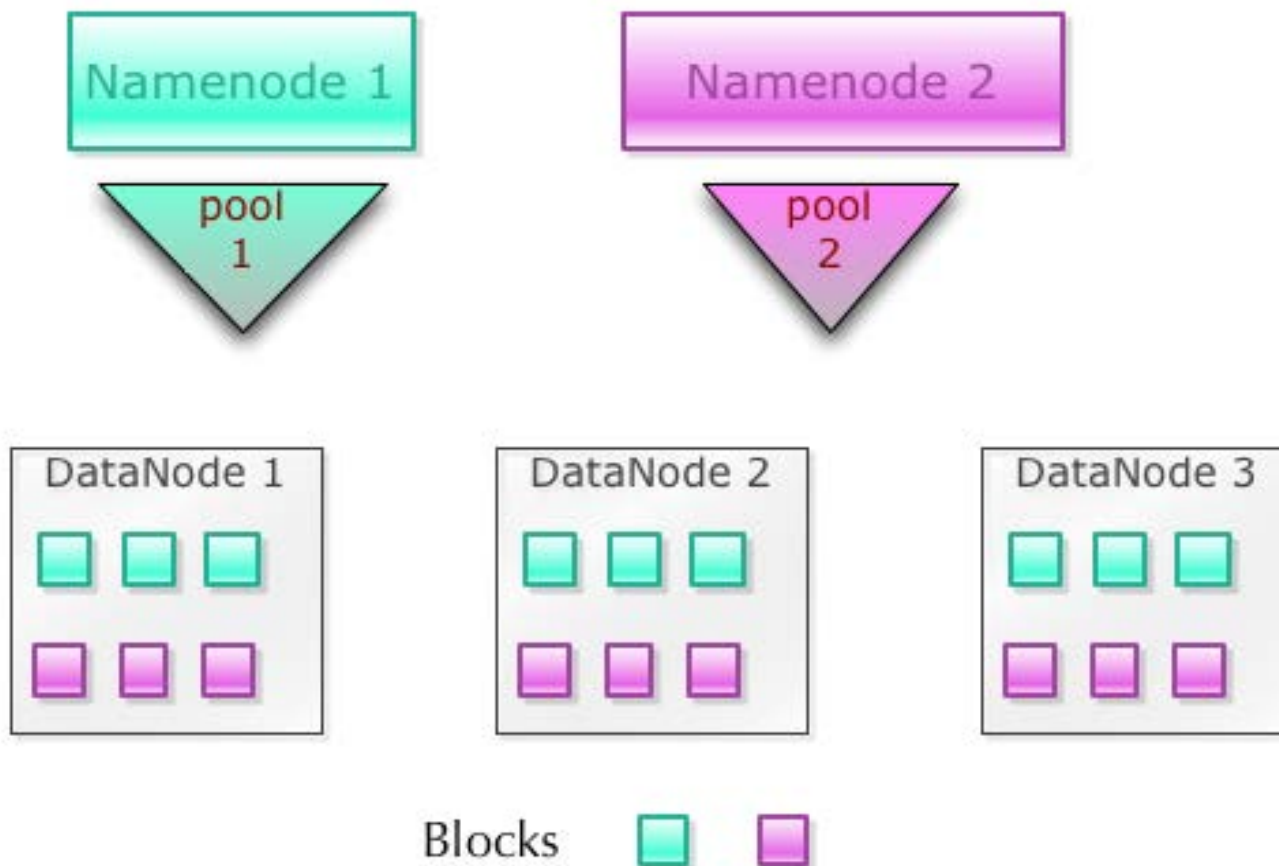 Namenode 1
Namenode 2
pool
1
pool
2
DataNode 1
DataNode 2
DataNode 3
Blocks